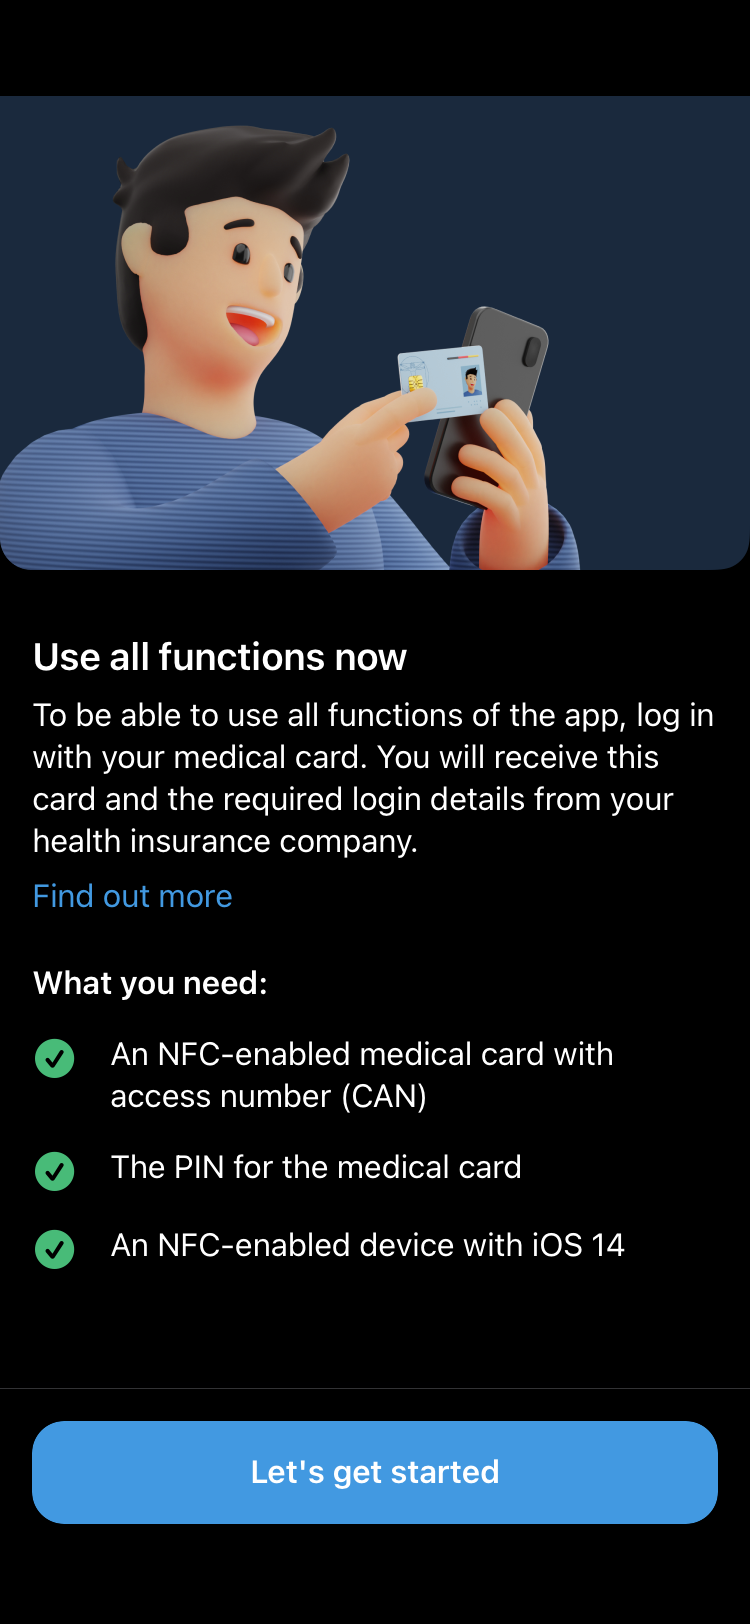 Use all functions now
To be able to use all functions of the app, log in
with your medical card. You will receive this
card and the required login details from your
health insurance company.
Find out more
What you need:
An NFC-enabled medical card with
access number (CAN)
The PIN for the medical card
An NFC-enabled device with iOS 14
Let's get started